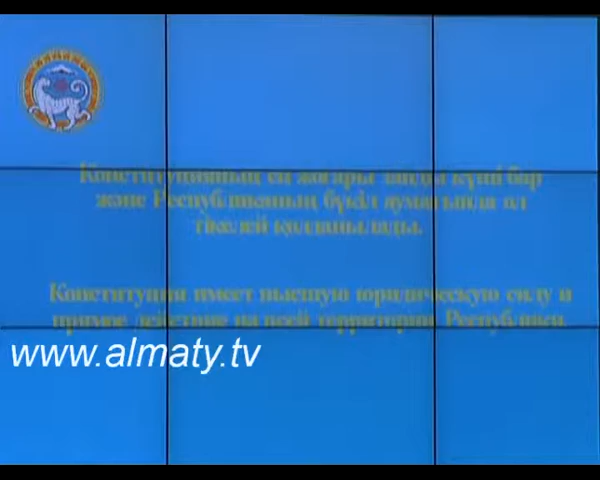 Конституцияның ең жоғары заңды күші бар
және Республиканың бүкіл аумағында ол
тікелей қолданылады.
Конституция имеет высшую юридическую силу и
прямое действие на всей территории Республики.
www.almaty.tv